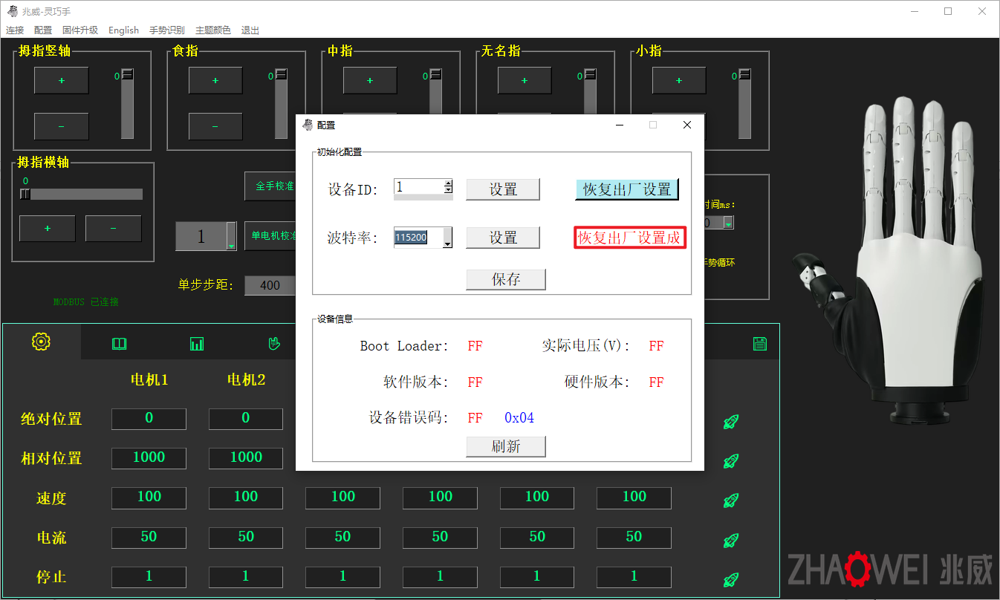 兆威-灵巧手
连接 配置 固件升级 English 手势识别 主题颜色 退出
拇指竖轴 食指 中指 无名指 小指
+ + + + +
0 0 0 0 0
- -
拇指横轴
0
+ -
全手校准
1
单电机校准
单步步距: 400
MODBUS 已连接
时间ms:
0
手势循环
配置
初始化配置
设备ID: 1 设置 恢复出厂设置
波特率: 115200 设置 恢复出厂设置成
保存
设备信息
Boot Loader: FF 实际电压(V): FF
软件版本: FF 硬件版本: FF
设备错误码: FF 0x04
刷新
电机1 电机2
绝对位置 0 0
相对位置 1000 1000
速度 100 100 100 100 100 100
电流 50 50 50 50 50 50
停止 1 1 1 1 1 1
ZHAOWEI 兆威